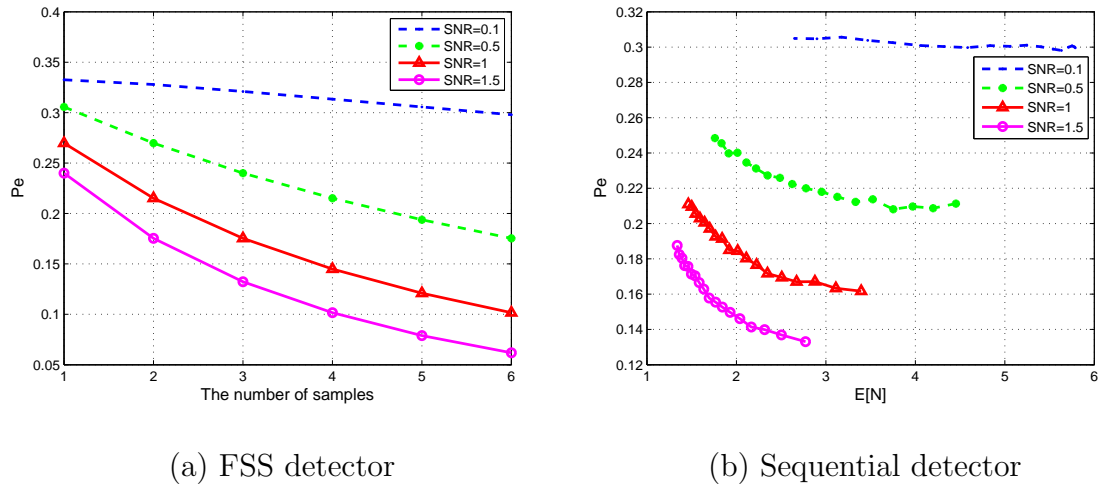 0.4
0.35
0.3
0.25
0.2
0.15
0.1
0.05
Pe
1 2 3 4 5 6
The number of samples
SNR=0.1
SNR=0.5
SNR=1
SNR=1.5
(a) FSS detector
0.32
0.3
0.28
0.26
0.24
0.22
0.2
0.18
0.16
0.14
0.12
Pe
1 2 3 4 5 6
E[N]
SNR=0.1
SNR=0.5
SNR=1
SNR=1.5
(b) Sequential detector